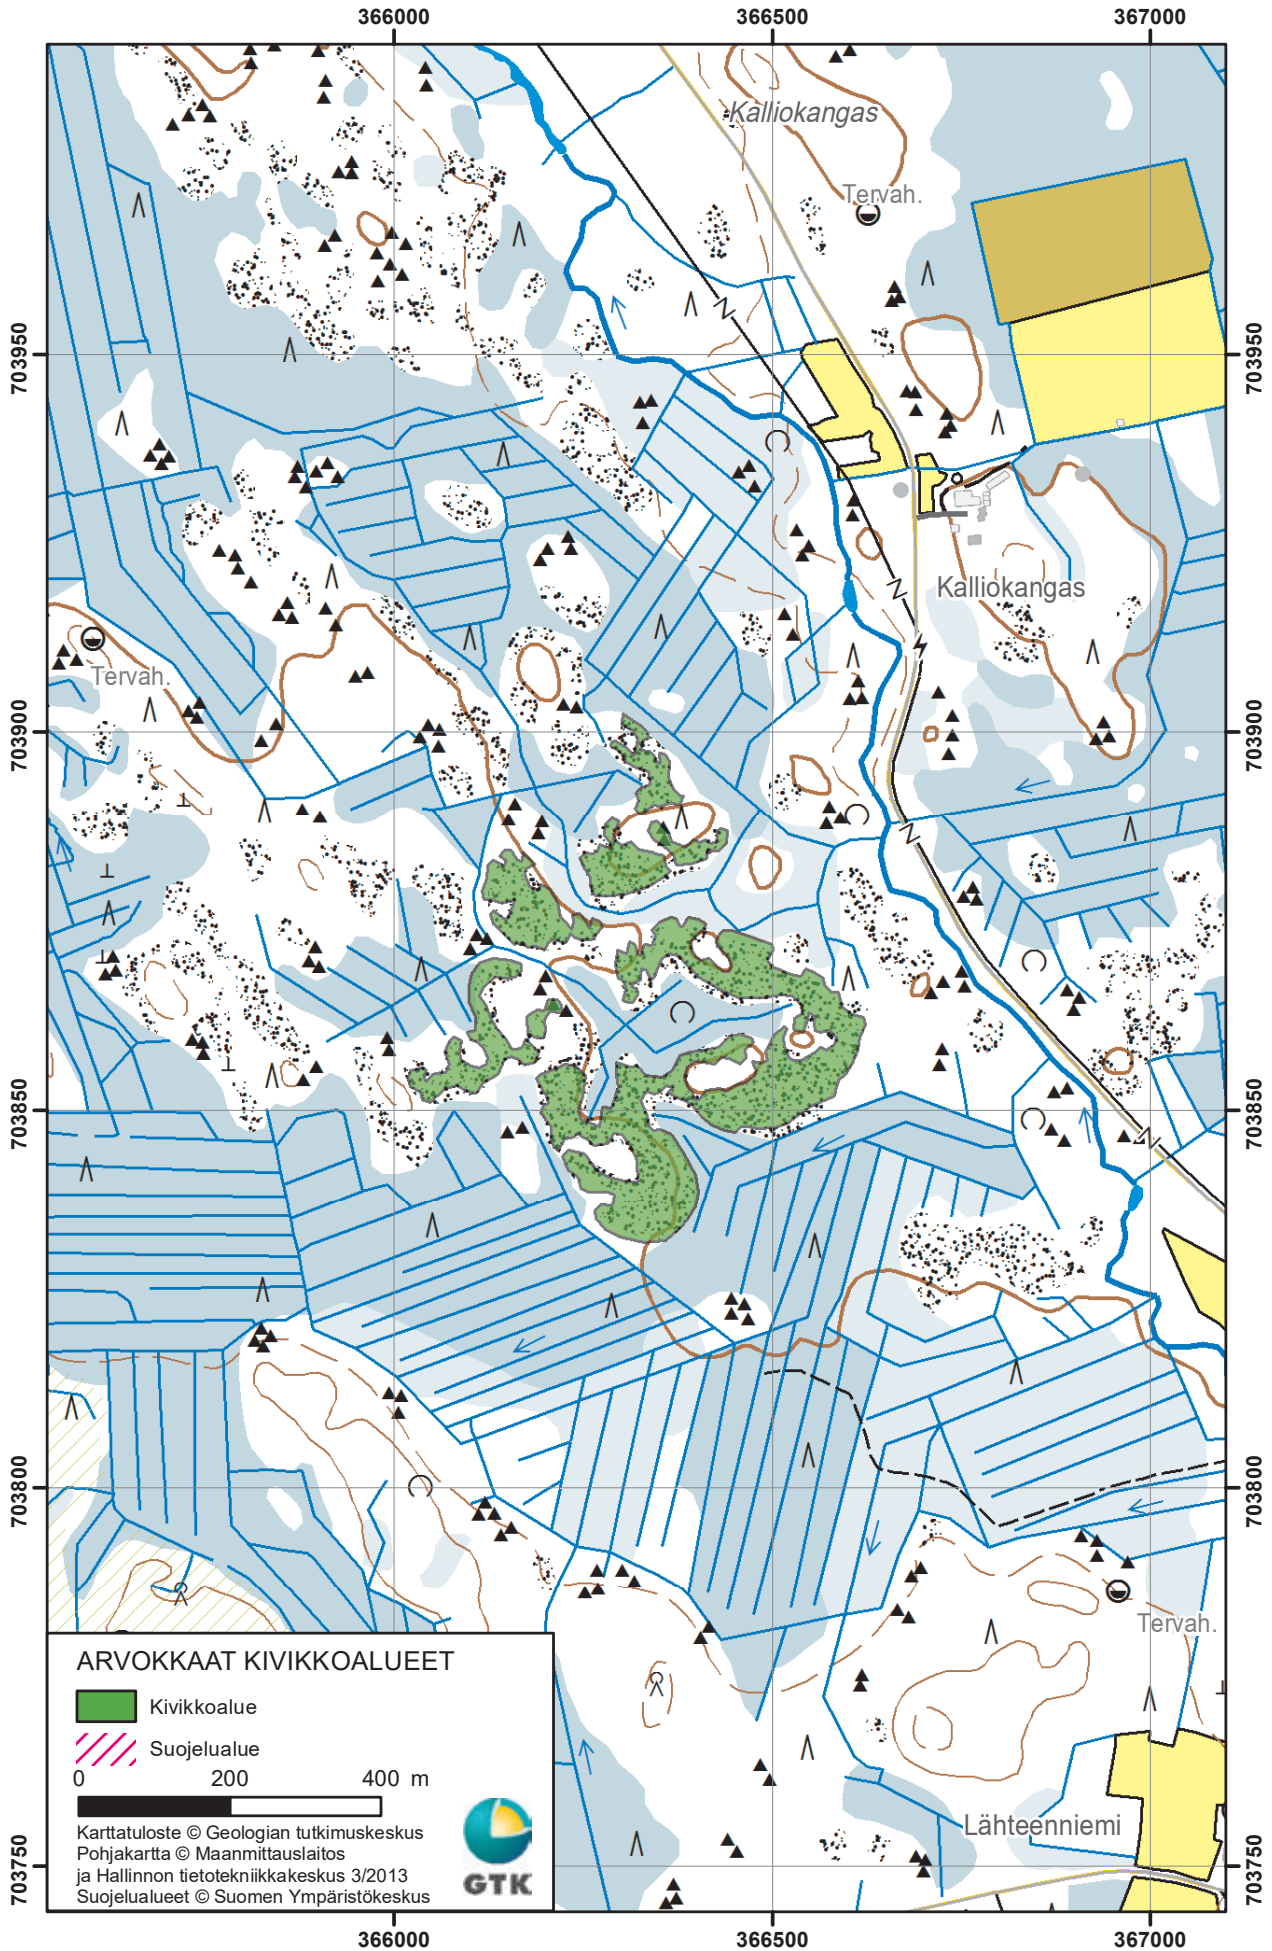 366000
366500
367000
Kalliokangas
Tervah.
703950
703950
Kalliokangas
Tervah.
703900
703900
703850
703850
703800
703800
Tervah.
ARVOKKAAT KIVIKKOALUEET
Kivikkoalue
Suojelualue
0 200 400 m
Karttatuloste © Geologian tutkimuskeskus
Pohjakartta © Maanmittauslaitos
ja Hallinnon tietotekniikkakeskus 3/2013
Suojelualueet © Suomen Ympäristökeskus
GTK
Lähteenniemi
703750
703750
366000
366500
367000